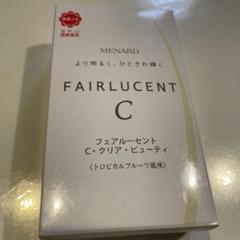 MENARD
より明るく、ひときわ輝く
FAIRLUCENT
C
フェアルーセント
C・クリア・ビューティ
〈トロピカルフルーツ風味〉